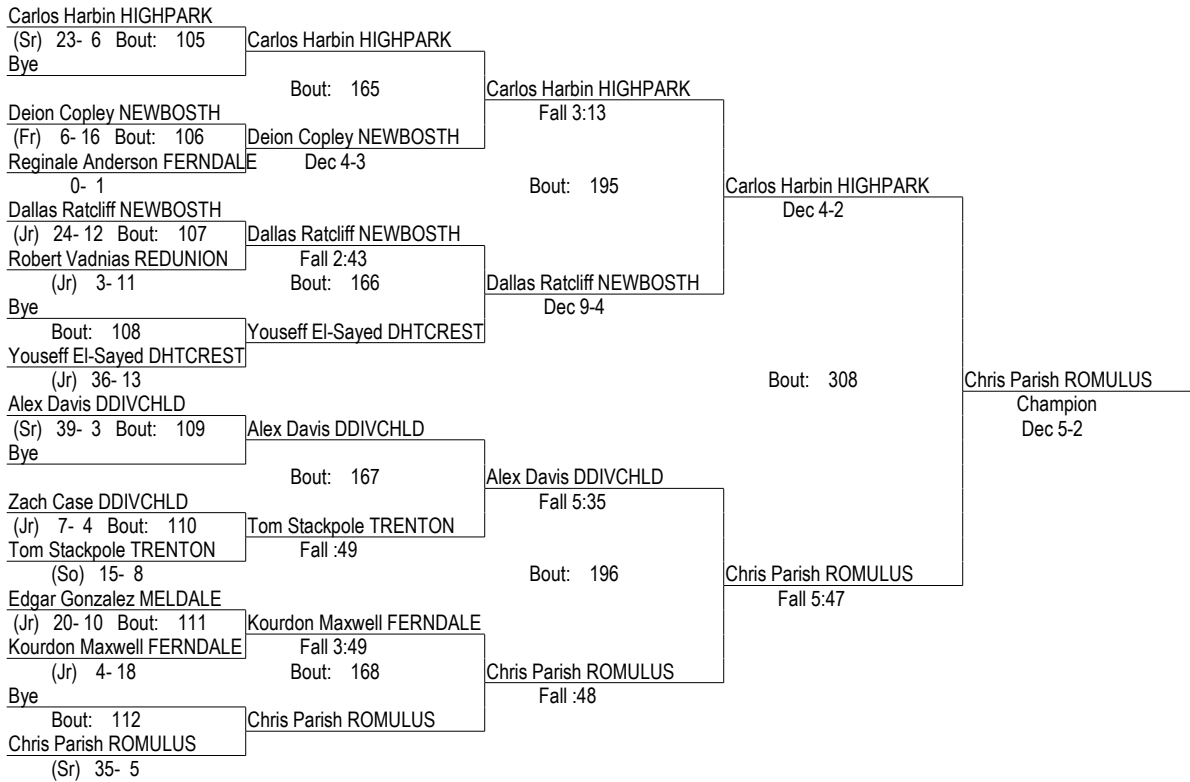 Carlos Harbin HIGHPARK
(Sr) 23- 6 Bout: 105 Carlos Harbin HIGHPARK
Bye
Bout: 165 Carlos Harbin HIGHPARK
Deion Copley NEWBOSTH Fall 3:13
(Fr) 6- 16 Bout: 106 Deion Copley NEWBOSTH
Reginale Anderson FERNDALE Dec 4-3
0- 1 Bout: 195 Carlos Harbin HIGHPARK
Dallas Ratcliff NEWBOSTH Dec 4-2
(Jr) 24- 12 Bout: 107 Dallas Ratcliff NEWBOSTH
Robert Vadnias REDUNION Fall 2:43
(Jr) 3- 11 Bout: 166 Dallas Ratcliff NEWBOSTH
Bye Dec 9-4
Bout: 108 Youseff El-Sayed DHTCREST
Youseff El-Sayed DHTCREST
(Jr) 36- 13 Bout: 308 Chris Parish ROMULUS
Alex Davis DDIVCHLD Champion
(Sr) 39- 3 Bout: 109 Alex Davis DDIVCHLD Dec 5-2
Bye
Bout: 167 Alex Davis DDIVCHLD
Zach Case DDIVCHLD Fall 5:35
(Jr) 7- 4 Bout: 110 Tom Stackpole TRENTON
Tom Stackpole TRENTON Fall :49
(So) 15- 8 Bout: 196 Chris Parish ROMULUS
Edgar Gonzalez MELDALE Fall 5:47
(Jr) 20- 10 Bout: 111 Kourdon Maxwell FERNDALE
Kourdon Maxwell FERNDALE Fall 3:49
(Jr) 4- 18 Bout: 168 Chris Parish ROMULUS
Bye Fall :48
Bout: 112 Chris Parish ROMULUS
Chris Parish ROMULUS
(Sr) 35- 5